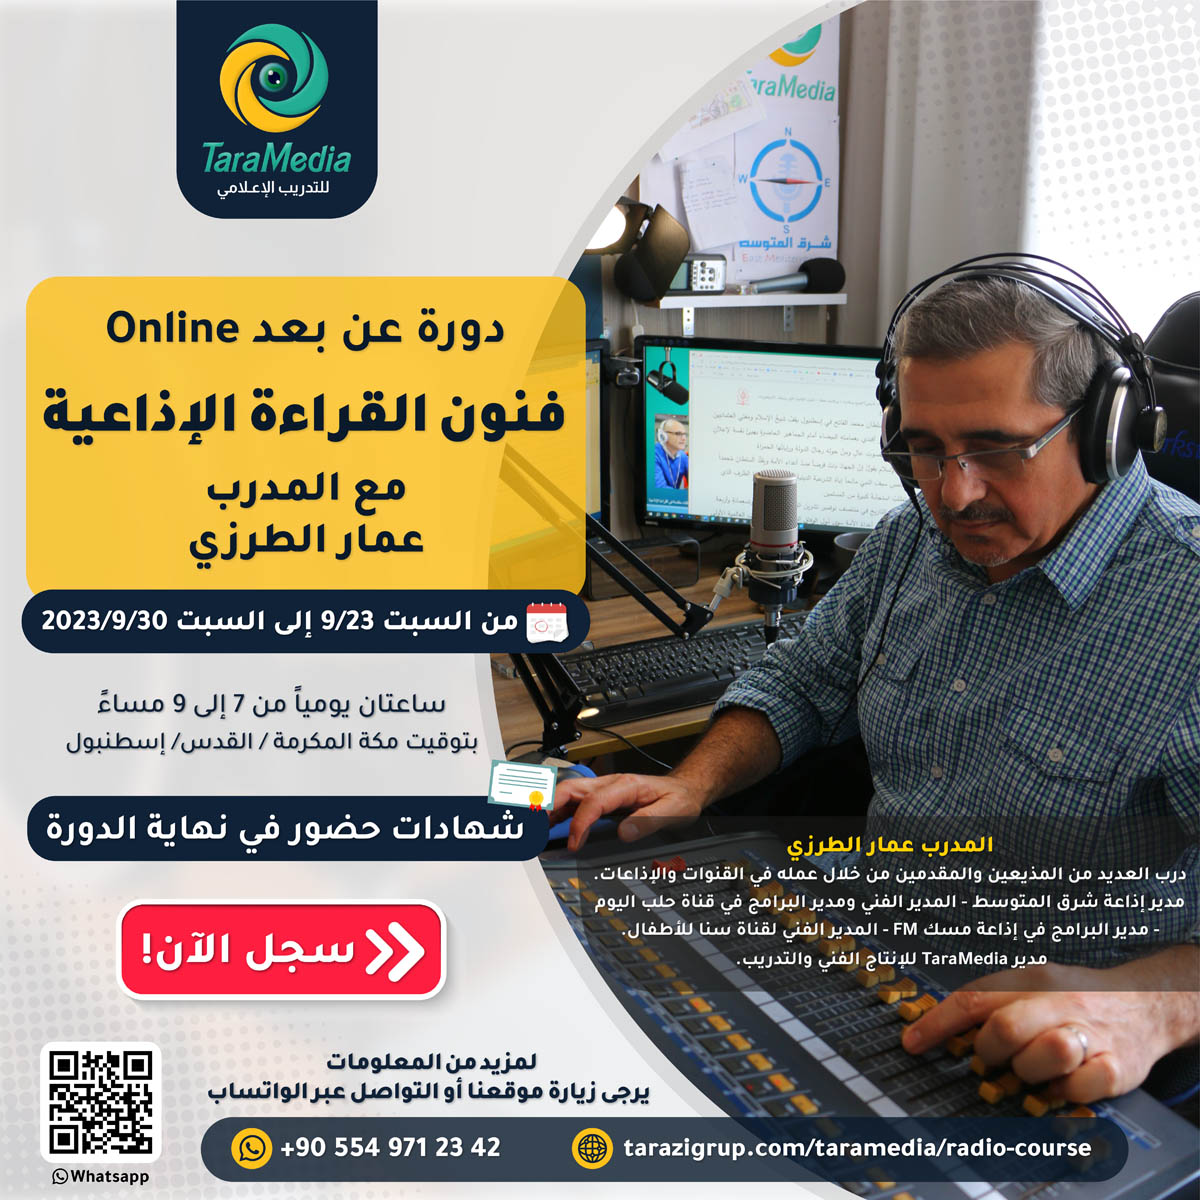 TaraMedia
للتدريب الإعلامي
دورة عن بعد Online
فنون القراءة الإذاعية
مع المدرب
عمار الطرزي
من السبت 9/23 إلى السبت 2023/9/30
ساعتان يومياً من 7 إلى 9 مساءً
بتوقيت مكة المكرمة / القدس/ إسطنبول
شهادات حضور في نهاية الدورة
سجل الآن!
TaraMedia
N
W
E
S
شرق المتوسط
المدرب عمار الطرزي
درب العديد من المذيعين والمقدمين من خلال عمله في القنوات والإذاعات.
مدير إذاعة شرق المتوسط - المدير الفني ومدير البرامج في قناة حلب اليوم
- مدير البرامج في إذاعة مسك FM - المدير الفني لقناة سنا للأطفال.
مدير TaraMedia للإنتاج الفني والتدريب.
لمزيد من المعلومات
يرجى زيارة موقعنا أو التواصل عبر الواتساب
+90 554 971 23 42
tarazigrup.com/taramedia/radio-course
Whatsapp